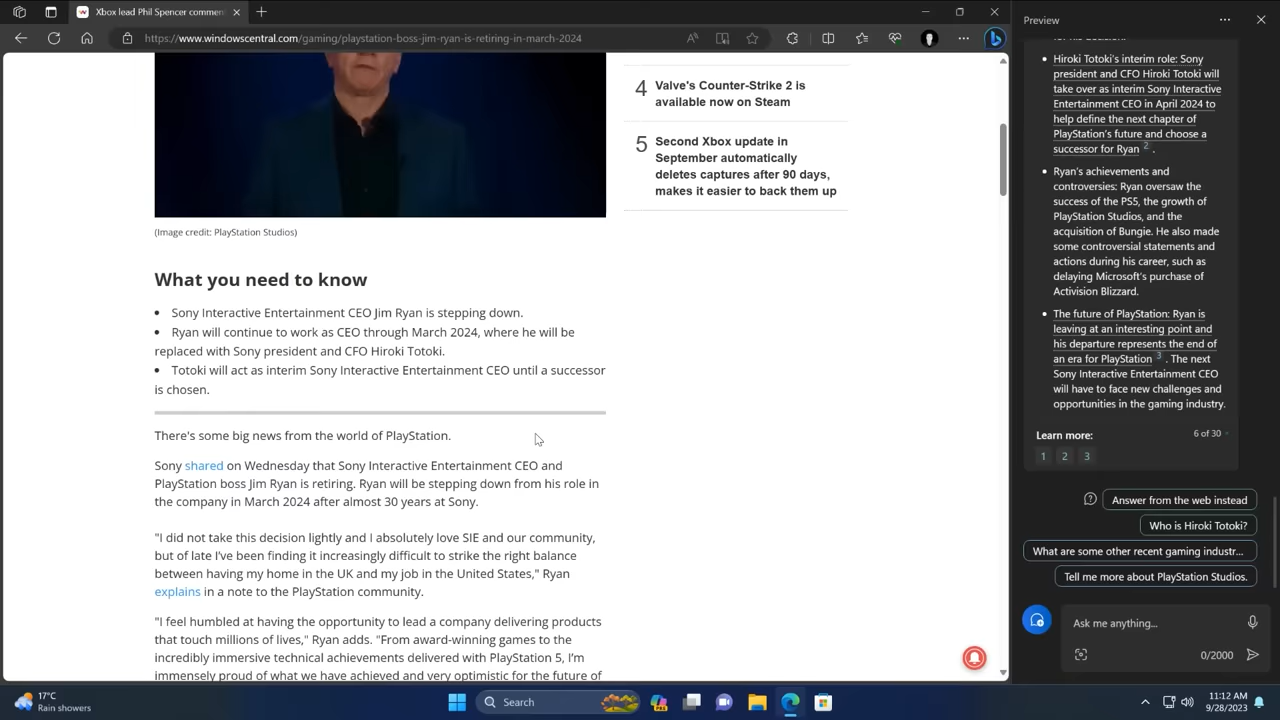 Xbox lead Phil Spencer commen
https://www.windowscentral.com/gaming/playstation-boss-jim-ryan-is-retiring-in-march-2024
(Image credit: PlayStation Studios)
What you need to know
• Sony Interactive Entertainment CEO Jim Ryan is stepping down.
• Ryan will continue to work as CEO through March 2024, where he will be
replaced with Sony president and CFO Hiroki Totoki.
• Totoki will act as interim Sony Interactive Entertainment CEO until a successor
is chosen.
There's some big news from the world of PlayStation.
Sony shared on Wednesday that Sony Interactive Entertainment CEO and
PlayStation boss Jim Ryan is retiring. Ryan will be stepping down from his role in
the company in March 2024 after almost 30 years at Sony.
"I did not take this decision lightly and I absolutely love SIE and our community,
but of late I've been finding it increasingly difficult to strike the right balance
between having my home in the UK and my job in the United States," Ryan
explains in a note to the PlayStation community.
"I feel humbled at having the opportunity to lead a company delivering products
that touch millions of lives," Ryan adds. "From award-winning games to the
incredibly immersive technical achievements delivered with PlayStation 5, I'm
immensely proud of what we have achieved and very optimistic for the future of
4 Valve's Counter-Strike 2 is
available now on Steam
5 Second Xbox update in
September automatically
deletes captures after 90 days,
makes it easier to back them up
Preview
• Hiroki Totoki's interim role: Sony
president and CFO Hiroki Totoki will
take over as interim Sony Interactive
Entertainment CEO in April 2024 to
help define the next chapter of
PlayStation's future and choose a
successor for Ryan 2 .
• Ryan's achievements and
controversies: Ryan oversaw the
success of the PS5, the growth of
PlayStation Studios, and the
acquisition of Bungie. He also made
some controversial statements and
actions during his career, such as
delaying Microsoft's purchase of
Activision Blizzard.
• The future of PlayStation: Ryan is
leaving at an interesting point and
his departure represents the end of
an era for PlayStation 3 . The next
Sony Interactive Entertainment CEO
will have to face new challenges and
opportunities in the gaming industry.
Learn more: 6 of 30
1 2 3
Answer from the web instead
Who is Hiroki Totoki?
What are some other recent gaming industr...
Tell me more about PlayStation Studios.
Ask me anything...
0/2000
17°C
Rain showers
Search
PRE
11:12 AM
9/28/2023